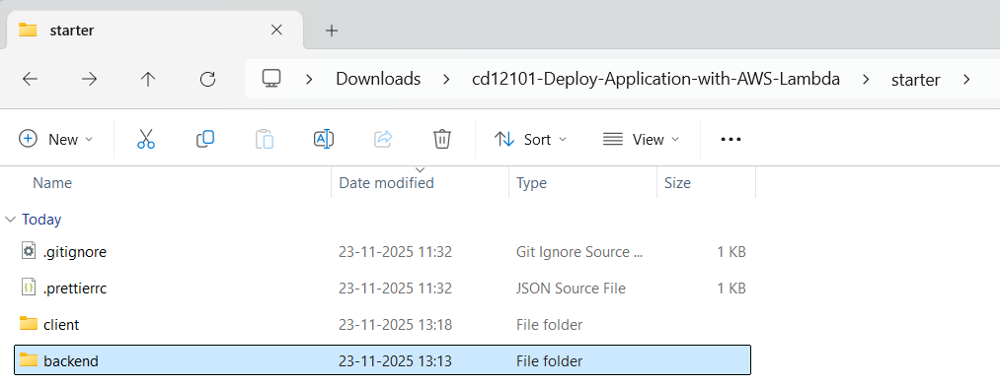 starter
Downloads > cd12101-Deploy-Application-with-AWS-Lambda > starter >
New Sort View
Name Date modified Type Size
Today
.gitignore 23-11-2025 11:32 Git Ignore Source ... 1 KB
.prettierrc 23-11-2025 11:32 JSON Source File 1 KB
client 23-11-2025 13:18 File folder
backend 23-11-2025 13:13 File folder